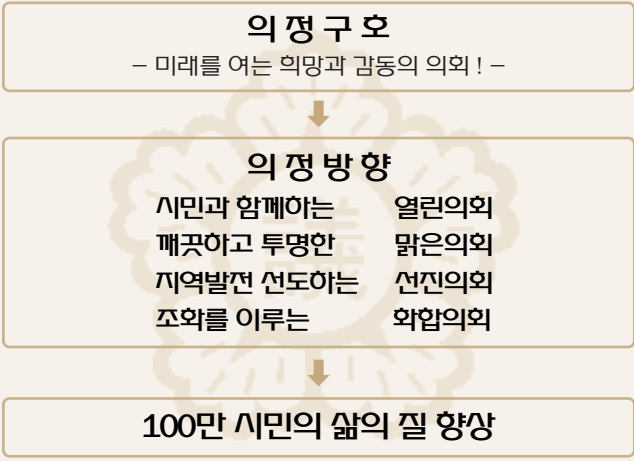 의 정 구 호
– 미래를 여는 희망과 감동의 의회 ! –
의 정 방 향
시민과 함께하는 열린의회
깨끗하고 투명한 맑은의회
지역발전 선도하는 선진의회
조화를 이루는 화합의회
100만 시민의 삶의 질 향상